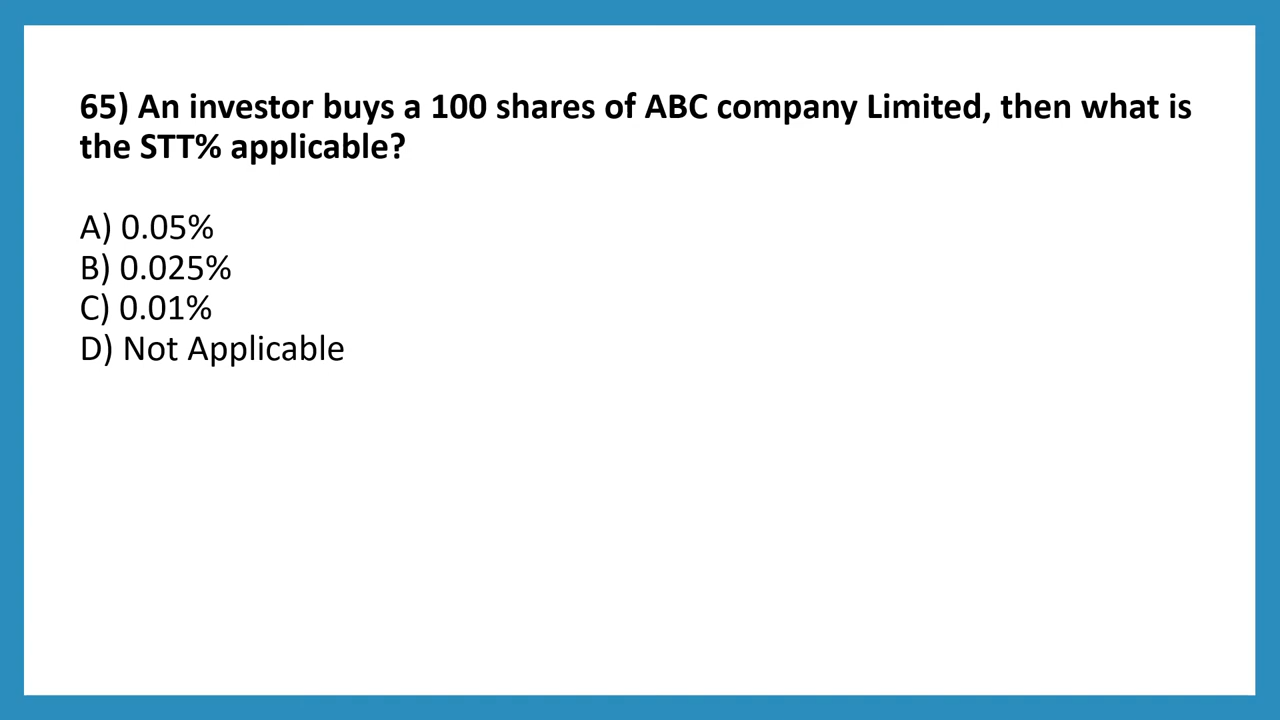 65) An investor buys a 100 shares of ABC company Limited, then what is
the STT% applicable?
A) 0.05%
B) 0.025%
C) 0.01%
D) Not Applicable